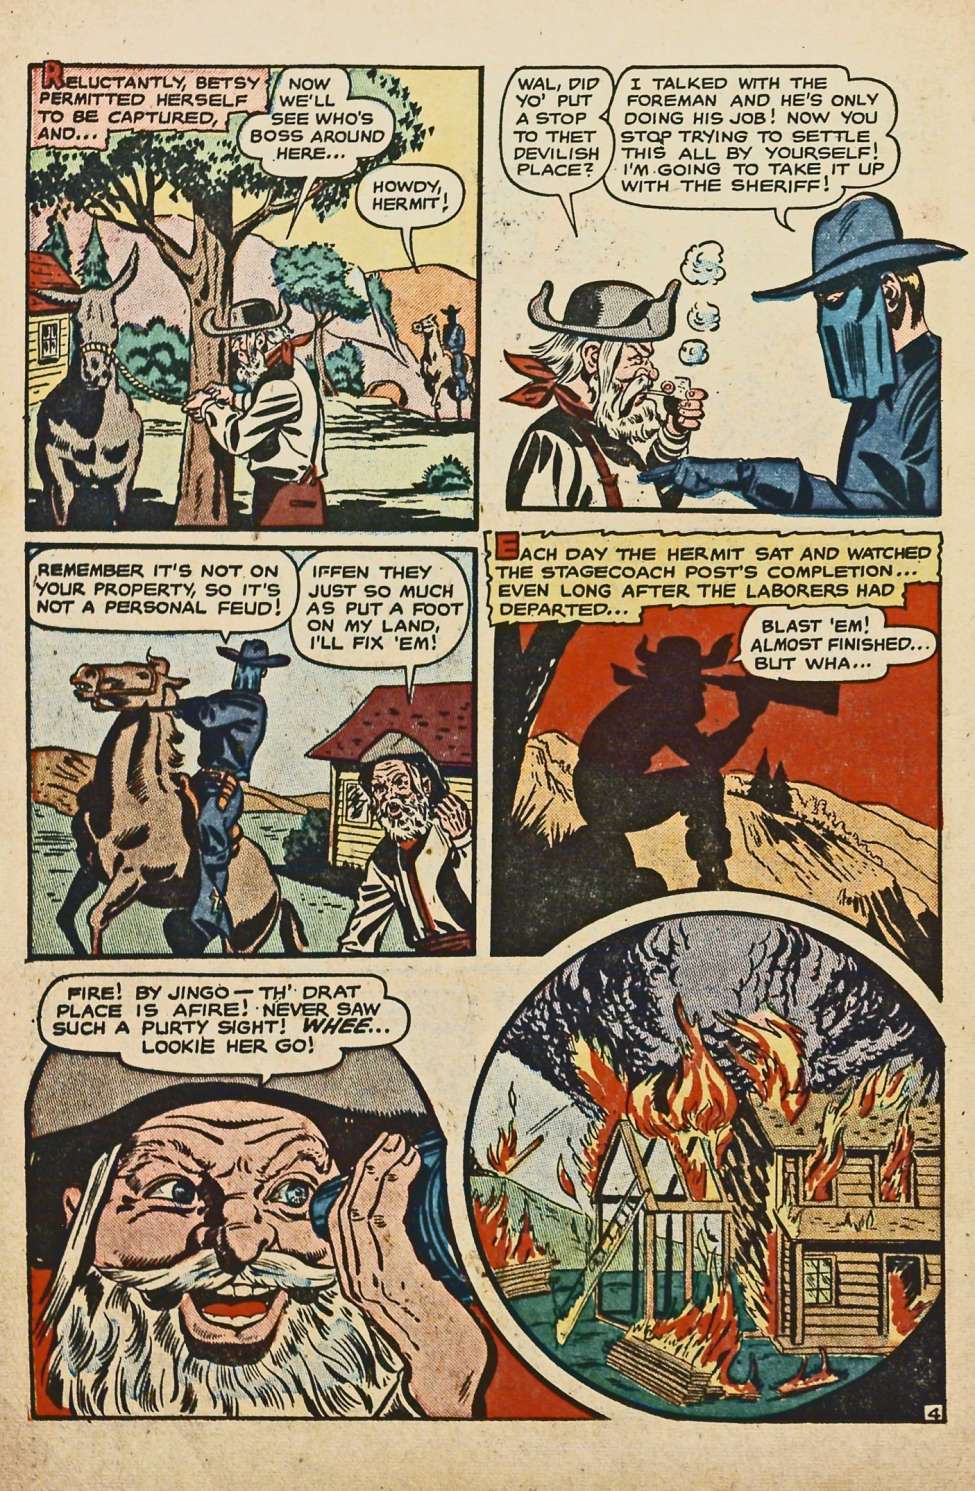 RELUCTANTLY, BETSY
PERMITTED HERSELF
TO BE CAPTURED,
AND...
NOW
WE'LL
SEE WHO'S
BOSS AROUND
HERE...
HOWDY,
HERMIT!
WAL, DID
YO' PUT
A STOP
TO THET
DEVILISH
PLACE?
I TALKED WITH THE
FOREMAN AND HE'S ONLY
DOING HIS JOB! NOW YOU
STOP TRYING TO SETTLE
THIS ALL BY YOURSELF!
I'M GOING TO TAKE IT UP
WITH THE SHERIFF!
REMEMBER IT'S NOT ON
YOUR PROPERTY, SO IT'S
NOT A PERSONAL FEUD!
IFFEN THEY
JUST SO MUCH
AS PUT A FOOT
ON MY LAND,
I'LL FIX 'EM!
EACH DAY THE HERMIT SAT AND WATCHED
THE STAGECOACH POST'S COMPLETION...
EVEN LONG AFTER THE LABORERS HAD
DEPARTED...
BLAST 'EM!
ALMOST FINISHED...
BUT WHA...
FIRE! BY JINGO—TH' DRAT
PLACE IS AFIRE! NEVER SAW
SUCH A PURTY SIGHT! WHEE...
LOOKIE HER GO!
4